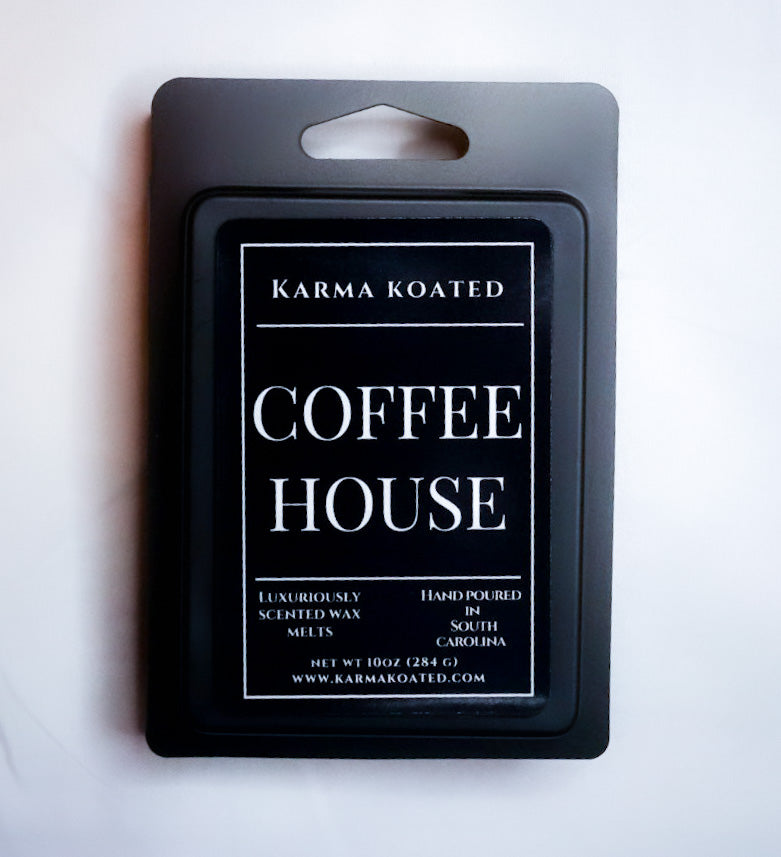 KARMA KOATED
COFFEE
HOUSE
LUXURIOUSLY
SCENTED WAX
MELTS
HAND POURED
IN
SOUTH
CAROLINA
NET WT 10OZ (284 G)
WWW.KARMAKOATED.COM